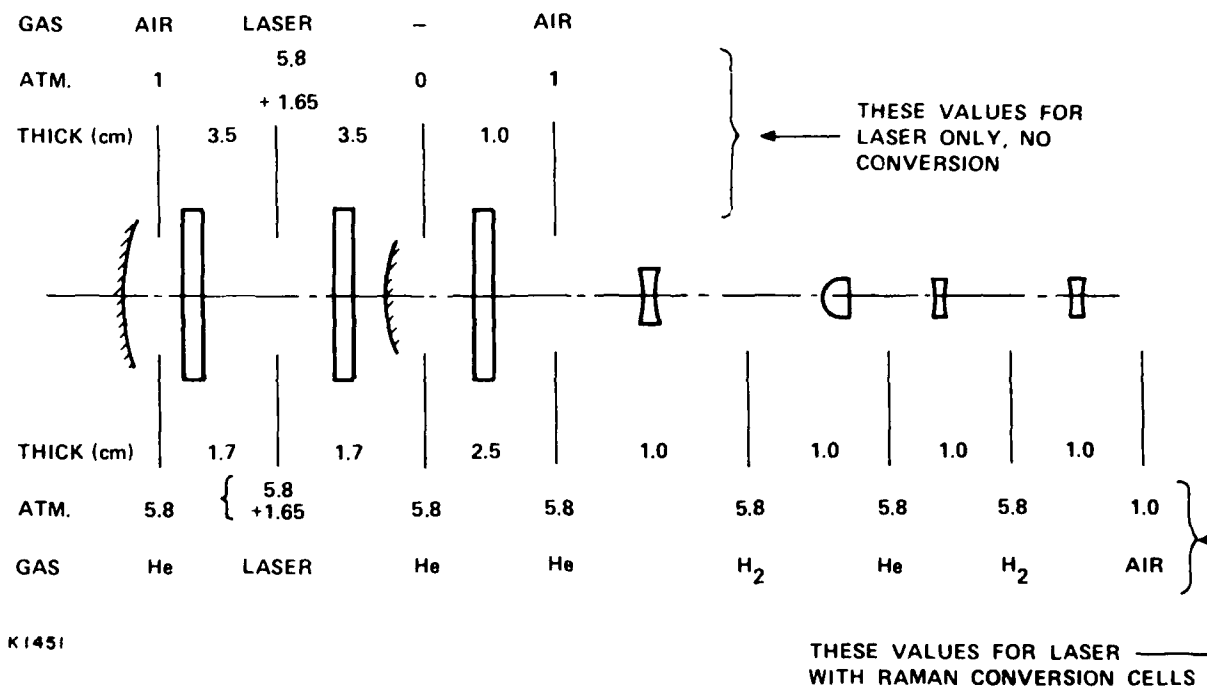 GAS AIR LASER – AIR
5.8
ATM. 1 0 1
+ 1.65
THICK (cm) 3.5 3.5 1.0
THESE VALUES FOR
LASER ONLY, NO
CONVERSION
THICK (cm) 1.7 1.7 2.5 1.0 1.0 1.0 1.0
ATM. 5.8 { 5.8 5.8 5.8 5.8 5.8 5.8 1.0
+1.65
GAS He LASER He He H2 He H2 AIR
K1451
THESE VALUES FOR LASER
WITH RAMAN CONVERSION CELLS